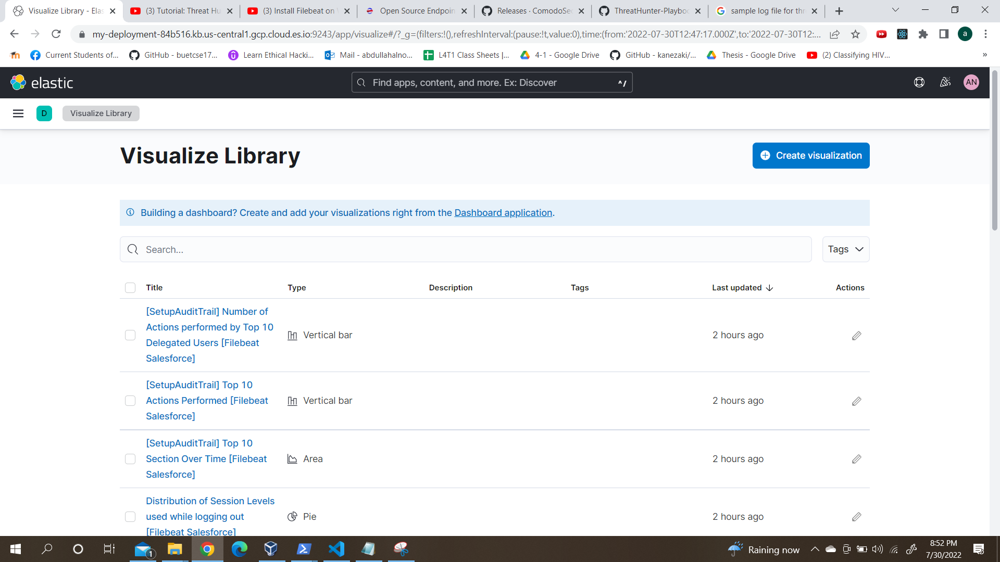 Visualize Library - Elas
(3) Tutorial: Threat Hu
(3) Install Filebeat on
Open Source Endpoin
Releases · ComodoSec
ThreatHunter-Playboo
sample log file for thre
my-deployment-84b516.kb.us-central1.gcp.cloud.es.io:9243/app/visualize#/?_g=(filters:!(),refreshInterval:(pause:!t,value:0),time:(from:'2022-07-30T12:47:17.000Z',to:'2022-07-30T12:...
a
Current Students of...
GitHub - buetcse17...
Learn Ethical Hacki...
Mail - abdullahalno...
L4T1 Class Sheets |...
4-1 - Google Drive
GitHub - kanezaki/...
Thesis - Google Drive
(2) Classifying HIV...
»
elastic
Find apps, content, and more. Ex: Discover
^/
AN
D
Visualize Library
Visualize Library
Create visualization
Building a dashboard? Create and add your visualizations right from the Dashboard application.
Search...
Tags
Title
Type
Description
Tags
Last updated
Actions
[SetupAuditTrail] Number of
Actions performed by Top 10
Delegated Users [Filebeat
Salesforce]
Vertical bar
2 hours ago
[SetupAuditTrail] Top 10
Actions Performed [Filebeat
Salesforce]
Vertical bar
2 hours ago
[SetupAuditTrail] Top 10
Section Over Time [Filebeat
Salesforce]
Area
2 hours ago
Distribution of Session Levels
used while logging out
[Filebeat Salesforce]
Pie
2 hours ago
1
Raining now
8:52 PM
7/30/2022